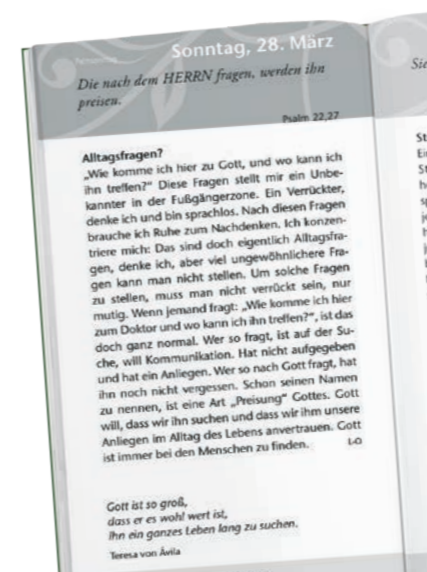 Sonntag, 28. März
Die nach dem HERRN fragen, werden ihn
preisen.
Psalm 22,27
Alltagsfragen?
„Wie komme ich hier zu Gott, und wo kann ich
ihn treffen?“ Diese Fragen stellt mir ein Unbe-
kannter in der Fußgängerzone. Ein Verrückter,
denke ich und bin sprachlos. Nach diesen Fragen
brauche ich Ruhe zum Nachdenken. Ich konzen-
triere mich: Das sind doch eigentlich Alltagsfra-
gen, denke ich, aber viel ungewöhnlichere Fra-
gen kann man nicht stellen. Um solche Fragen
zu stellen, muss man nicht verrückt sein, nur
mutig. Wenn jemand fragt: „Wie komme ich hier
zum Doktor und wo kann ich ihn treffen?“, ist das
doch ganz normal. Wer so fragt, ist auf der Su-
che, will Kommunikation. Hat nicht aufgegeben
und hat ein Anliegen. Wer so nach Gott fragt, hat
ihn noch nicht vergessen. Schon seinen Namen
zu nennen, ist eine Art „Preisung“ Gottes. Gott
will, dass wir ihn suchen und dass wir ihm unsere
Anliegen im Alltag des Lebens anvertrauen. Gott
ist immer bei den Menschen zu finden.
Gott ist so groß,
dass er es wohl wert ist,
Ihn ein ganzes Leben lang zu suchen.
Teresa von Ávila
Sie
St
Ei